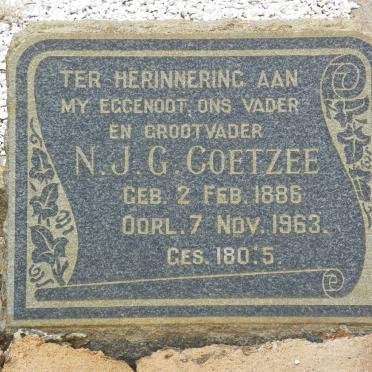 TER HERINNERING AAN
MY EGGENOOT, ONS VADER
EN GROOTVADER
N.J.G. COETZEE
GEB. 2 FEB. 1886
OORL. 7 NOV. 1963.
GES. 180:5.